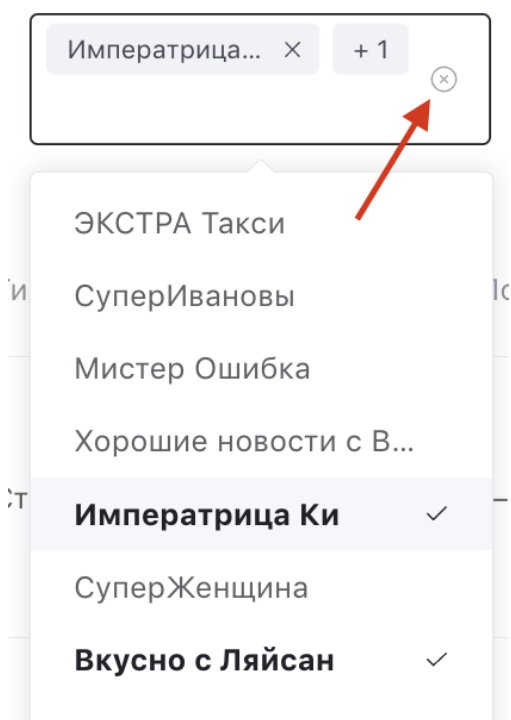 Императрица... ×
+ 1
ЭКСТРА Такси
СуперИвановы
Мистер Ошибка
Хорошие новости с В...
Императрица Ки
СуперЖенщина
Вкусно с Ляйсан